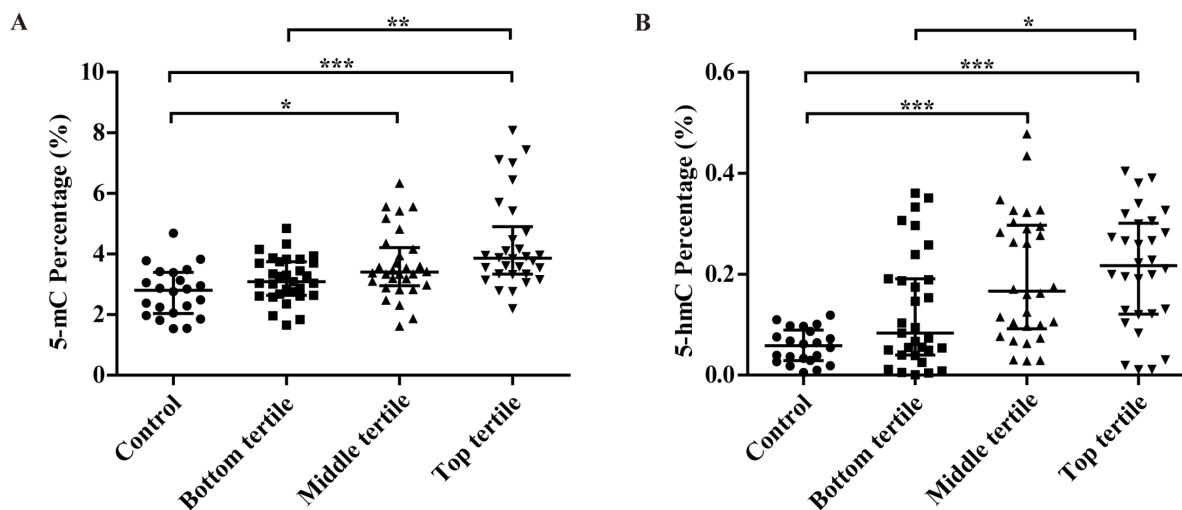 A
**
***
*
10
8
6
4
2
0
5-mC Percentage (%)
Control
Bottom tertile
Middle tertile
Top tertile
B
*
***
***
0.6
0.4
0.2
0.0
5-hmC Percentage (%)
Control
Bottom tertile
Middle tertile
Top tertile